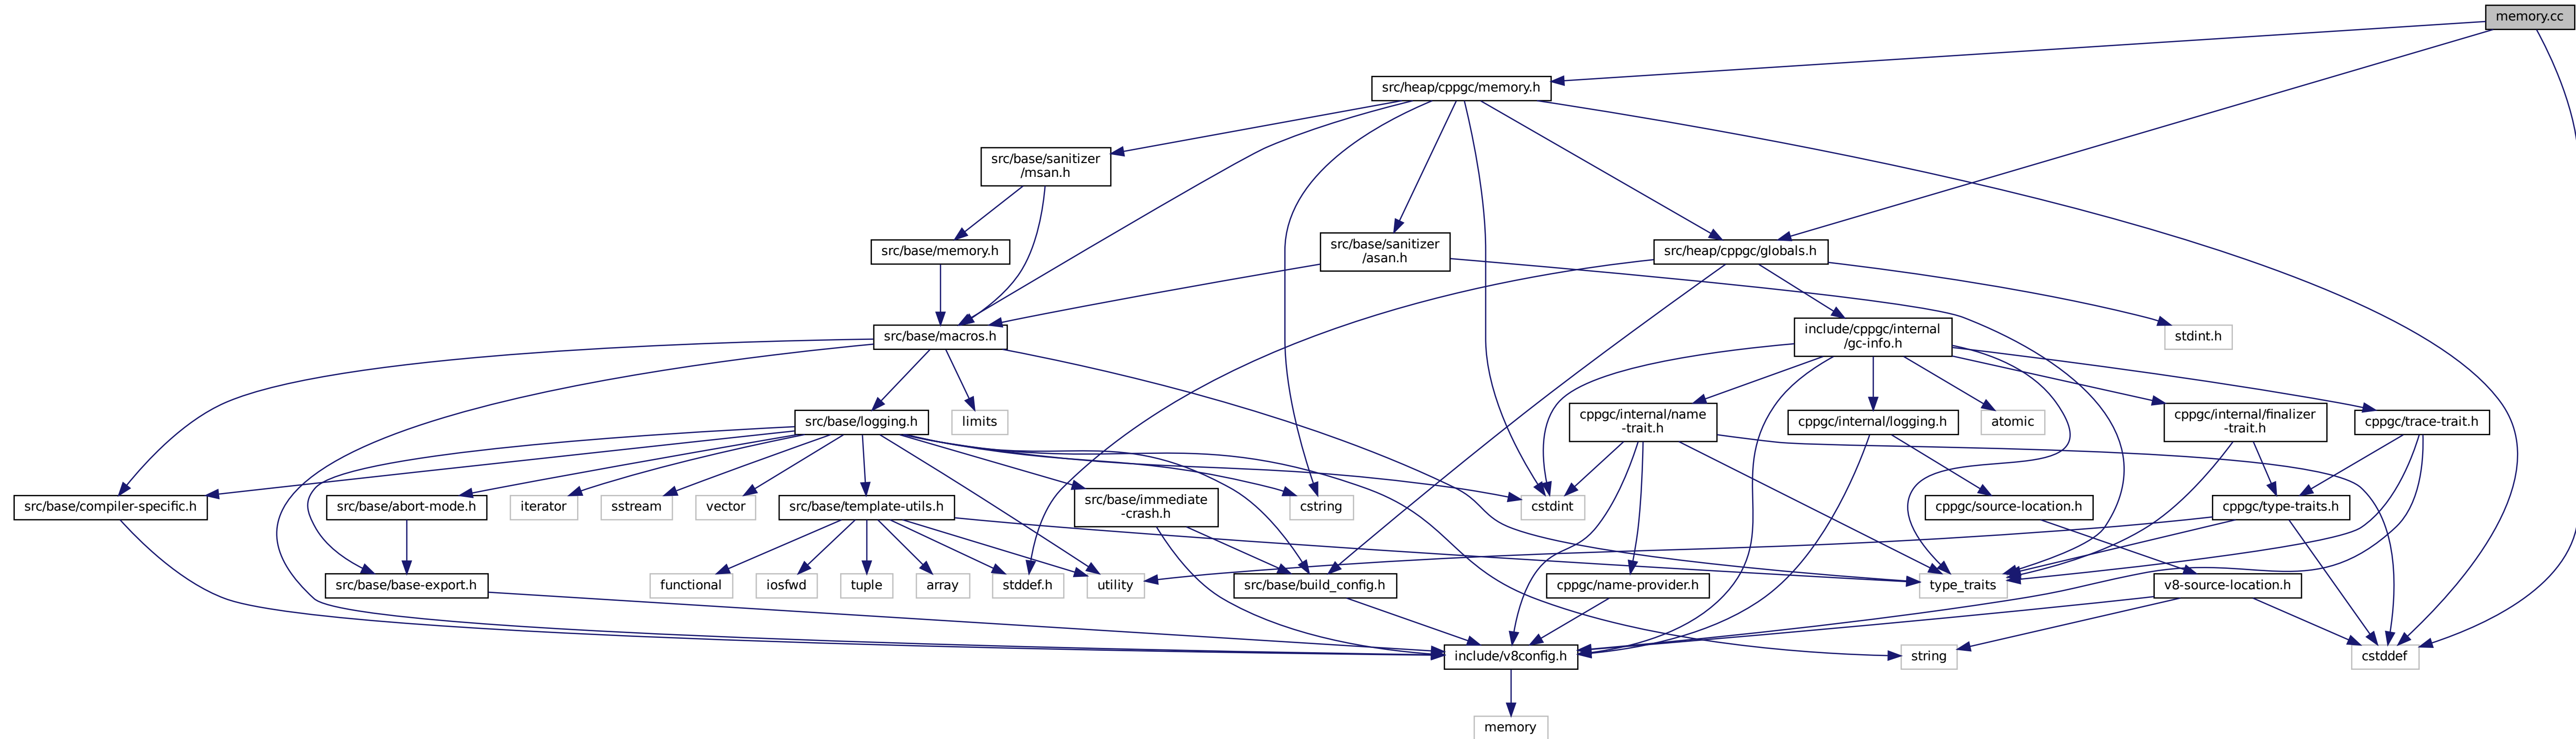 memory.cc
src/heap/cppgc/memory.h
src/base/sanitizer
/msan.h
src/base/memory.h
src/base/sanitizer
/asan.h
src/heap/cppgc/globals.h
src/base/macros.h
include/cppgc/internal
/gc-info.h
stdint.h
src/base/logging.h
limits
cppgc/internal/name
-trait.h
cppgc/internal/logging.h
atomic
cppgc/internal/finalizer
-trait.h
cppgc/trace-trait.h
src/base/compiler-specific.h
src/base/abort-mode.h
iterator
sstream
vector
src/base/template-utils.h
src/base/immediate
-crash.h
cstring
cstdint
cppgc/source-location.h
cppgc/type-traits.h
src/base/base-export.h
functional
iosfwd
tuple
array
stddef.h
utility
src/base/build_config.h
cppgc/name-provider.h
type_traits
v8-source-location.h
include/v8config.h
string
cstddef
memory